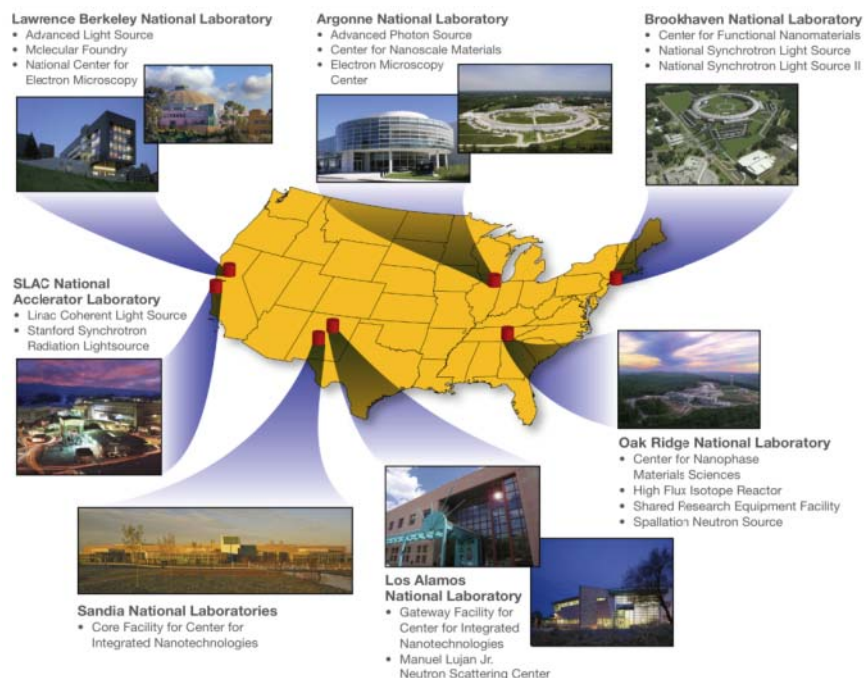 Lawrence Berkeley National Laboratory
• Advanced Light Source
• Mclecular Foundry
• National Center for
Electron Microscopy
Argonne National Laboratory
• Advanced Photon Source
• Center for Nanoscale Materials
• Electron Microscopy
Center
Brookhaven National Laboratory
• Center for Functional Nanomaterials
• National Synchrotron Light Source
• National Synchrotron Light Source II
SLAC National
Acclerator Laboratory
• Linac Coherent Light Source
• Stanford Synchrotron
Radiation Lightsource
Oak Ridge National Laboratory
• Center for Nanophase
Materials Sciences
• High Flux Isotope Reactor
• Shared Research Equipment Facility
• Spallation Neutron Source
Sandia National Laboratories
• Core Facility for Center for
Integrated Nanotechnologies
Los Alamos
National Laboratory
• Gateway Facility for
Center for Integrated
Nanotechnologies
• Manuel Lujan Jr.
Neutron Scattering Center